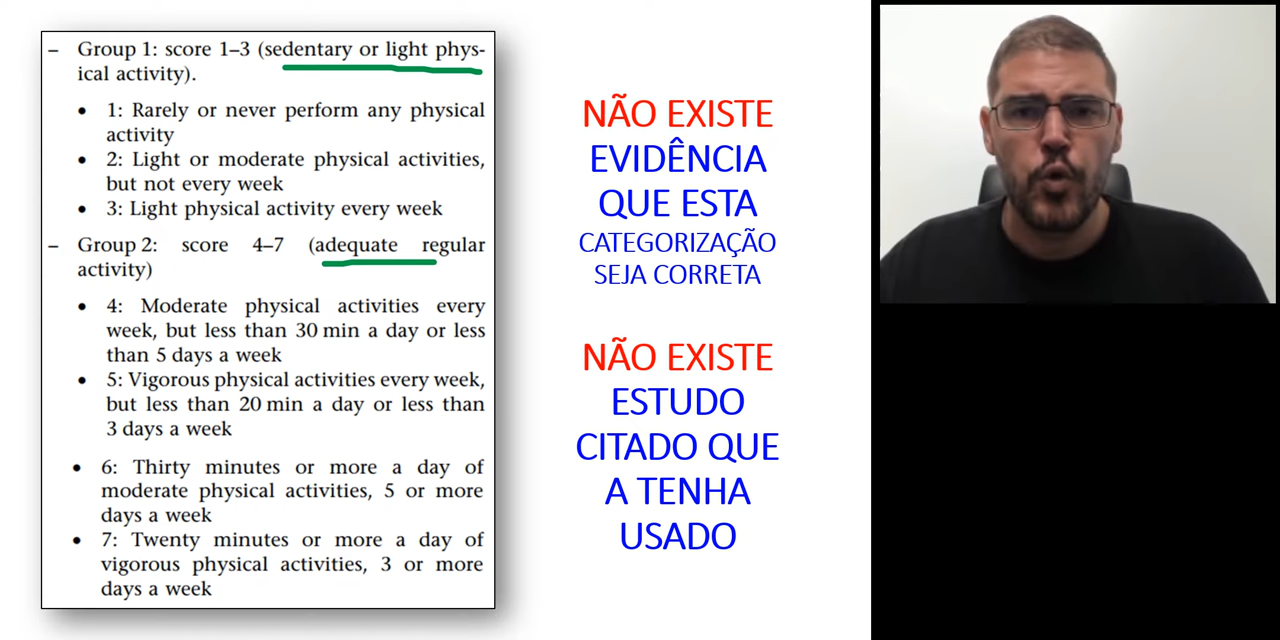 – Group 1: score 1–3 (sedentary or light phys-
ical activity).
• 1: Rarely or never perform any physical
activity
• 2: Light or moderate physical activities,
but not every week
• 3: Light physical activity every week
– Group 2: score 4–7 (adequate regular
activity)
• 4: Moderate physical activities every
week, but less than 30 min a day or less
than 5 days a week
• 5: Vigorous physical activities every week,
but less than 20 min a day or less than
3 days a week
• 6: Thirty minutes or more a day of
moderate physical activities, 5 or more
days a week
• 7: Twenty minutes or more a day of
vigorous physical activities, 3 or more
days a week
NÃO EXISTE
EVIDÊNCIA
QUE ESTA
CATEGORIZAÇÃO
SEJA CORRETA
NÃO EXISTE
ESTUDO
CITADO QUE
A TENHA
USADO